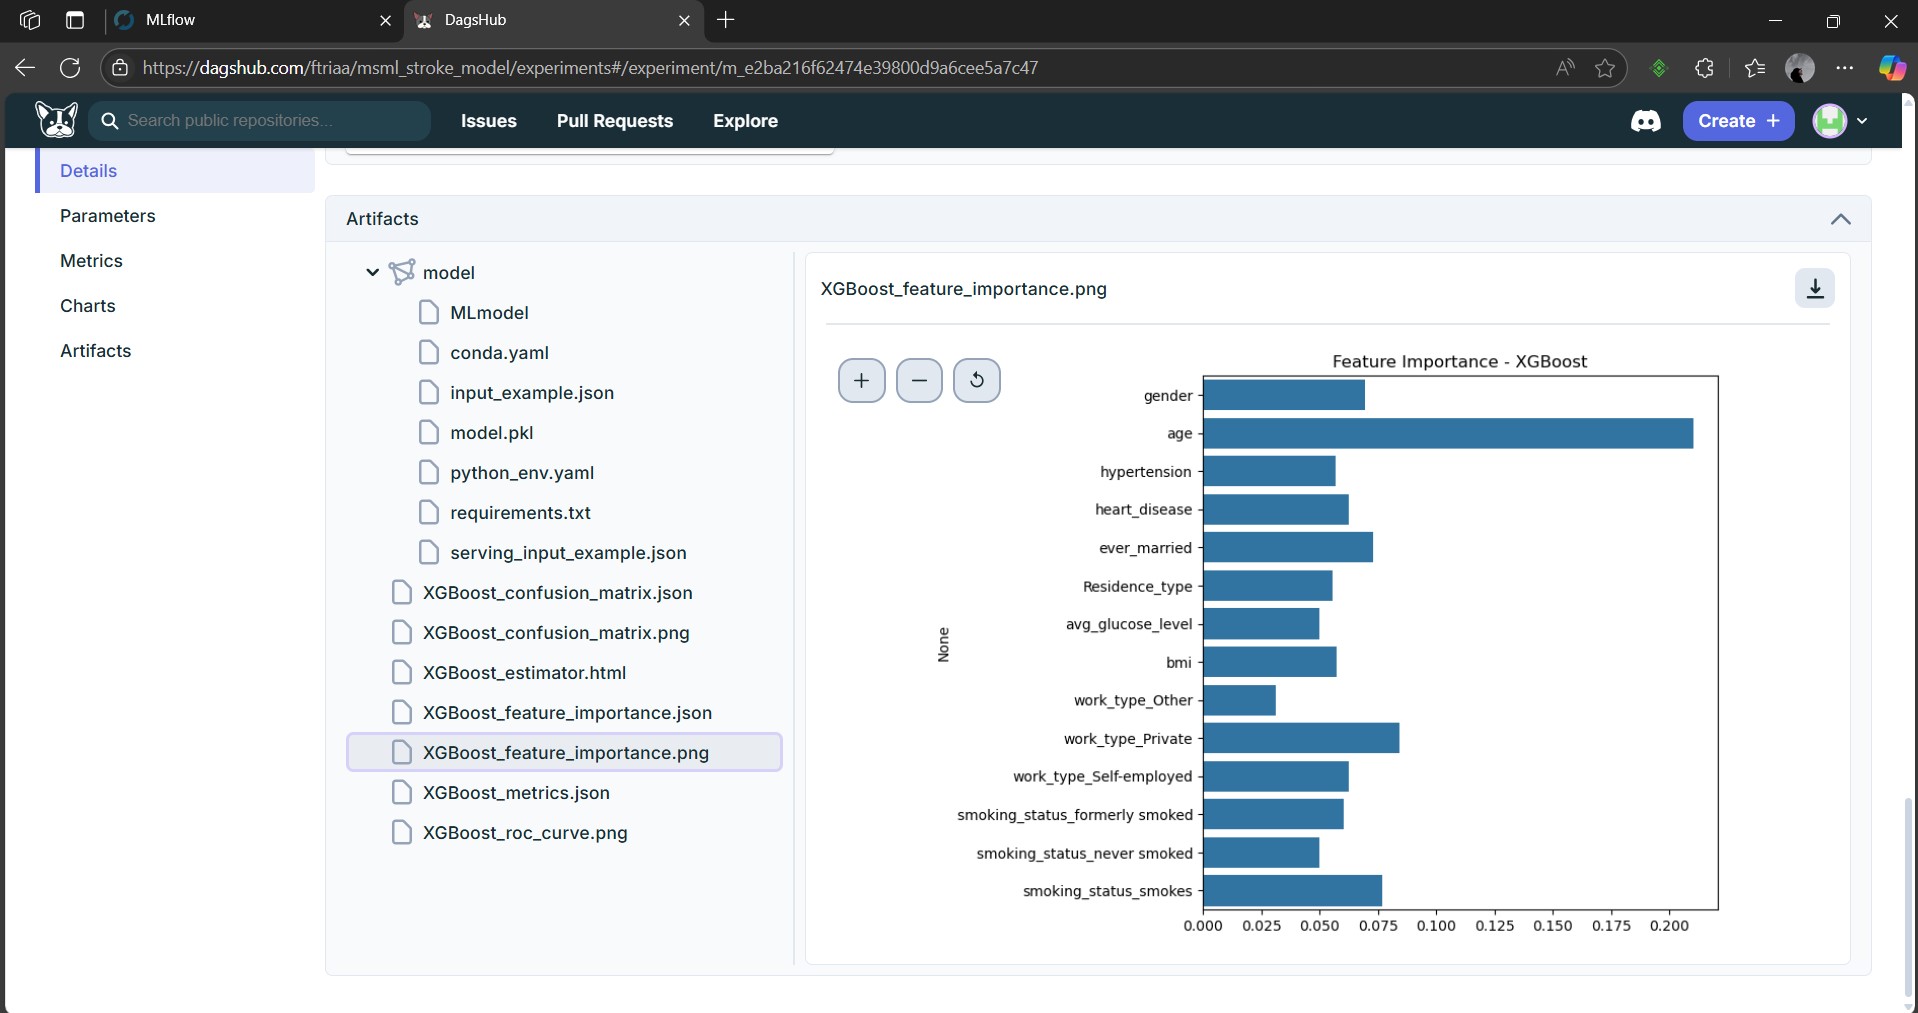 MLflow
DagsHub
https://dagshub.com/ftriaa/msml_stroke_model/experiments#/experiment/m_e2ba216f62474e39800d9a6cee5a7c47
Search public repositories...
Issues
Pull Requests
Explore
Create +
Details
Parameters
Metrics
Charts
Artifacts
Artifacts
model
MLmodel
conda.yaml
input_example.json
model.pkl
python_env.yaml
requirements.txt
serving_input_example.json
XGBoost_confusion_matrix.json
XGBoost_confusion_matrix.png
XGBoost_estimator.html
XGBoost_feature_importance.json
XGBoost_feature_importance.png
XGBoost_metrics.json
XGBoost_roc_curve.png
XGBoost_feature_importance.png
Feature Importance - XGBoost
None
gender
age
hypertension
heart_disease
ever_married
Residence_type
avg_glucose_level
bmi
work_type_Other
work_type_Private
work_type_Self-employed
smoking_status_formerly smoked
smoking_status_never smoked
smoking_status_smokes
0.000 0.025 0.050 0.075 0.100 0.125 0.150 0.175 0.200